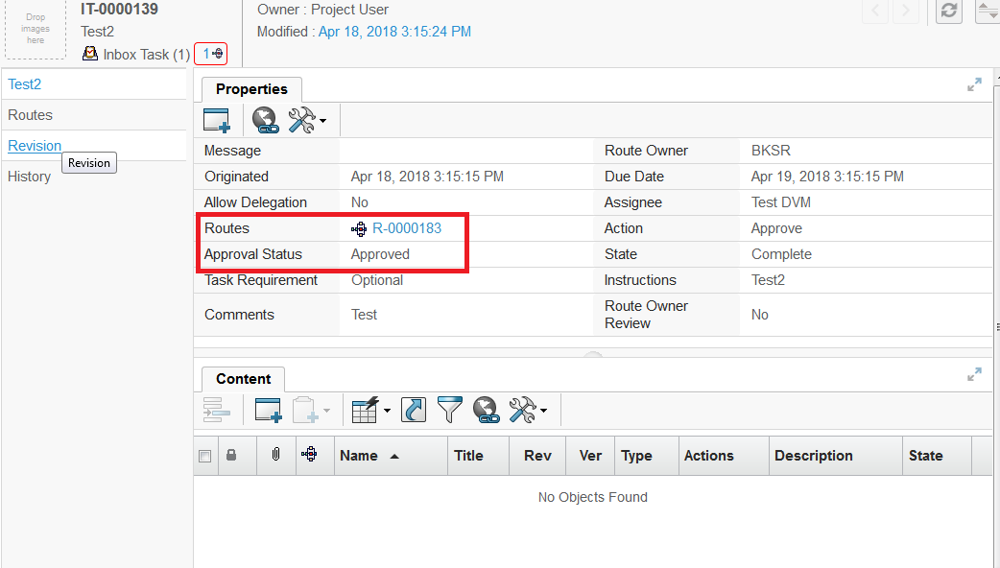 Drop
images
here
IT-0000139
Test2
Inbox Task (1) 1
Owner : Project User
Modified : Apr 18, 2018 3:15:24 PM
Test2
Routes
Revision
Revision
History
Properties
Message
Route Owner BKSR
Originated Apr 18, 2018 3:15:15 PM
Due Date Apr 19, 2018 3:15:15 PM
Allow Delegation No
Assignee Test DVM
Routes R-0000183
Action Approve
Approval Status Approved
State Complete
Task Requirement Optional
Instructions Test2
Comments Test
Route Owner
Review No
Content
Name Title Rev Ver Type Actions Description State
No Objects Found